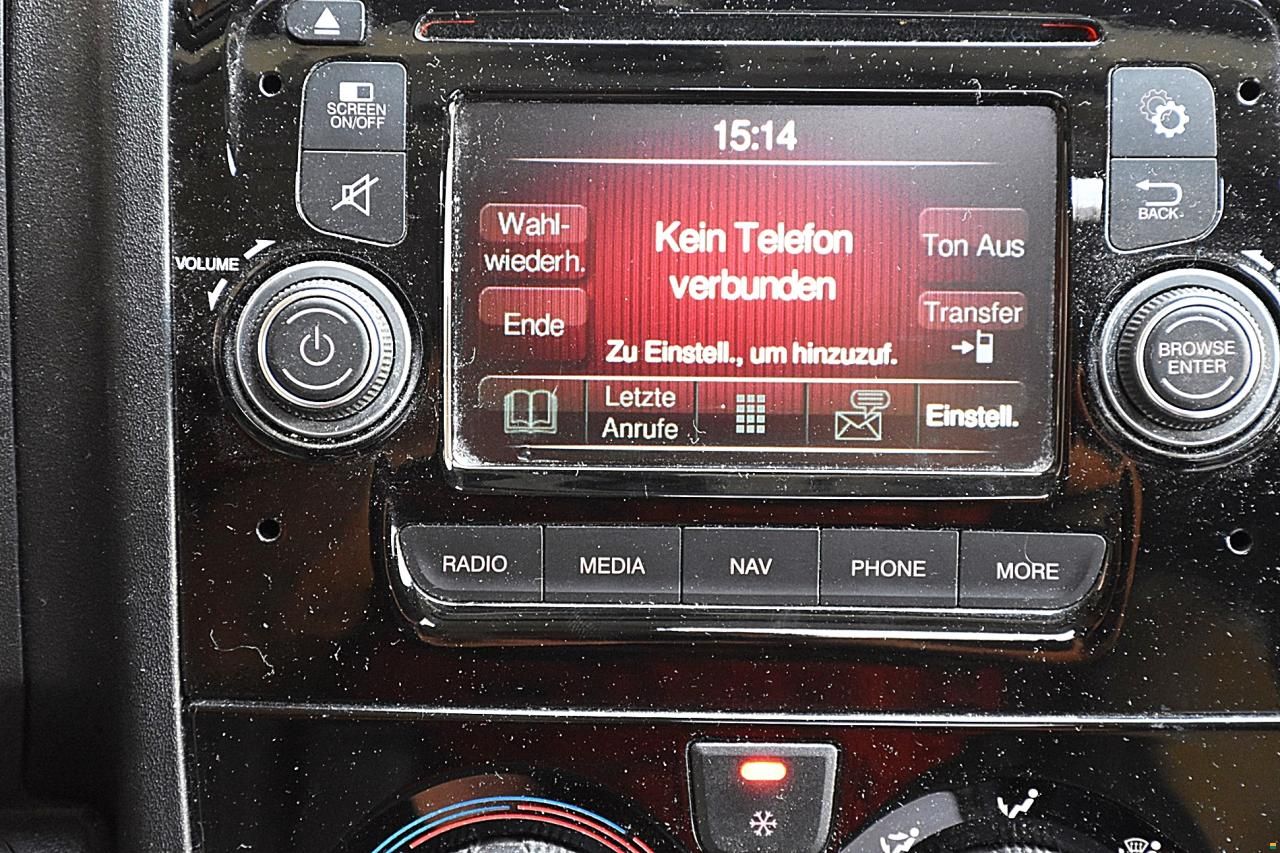 SCREEN
ON/OFF
VOLUME
15:14
Wahl-
wiederh.
Ende
Kein Telefon
verbunden
Zu Einstell., um hinzuzuf.
Ton Aus
Transfer
Letzte
Anrufe
Einstell.
BACK
BROWSE
ENTER
RADIO
MEDIA
NAV
PHONE
MORE